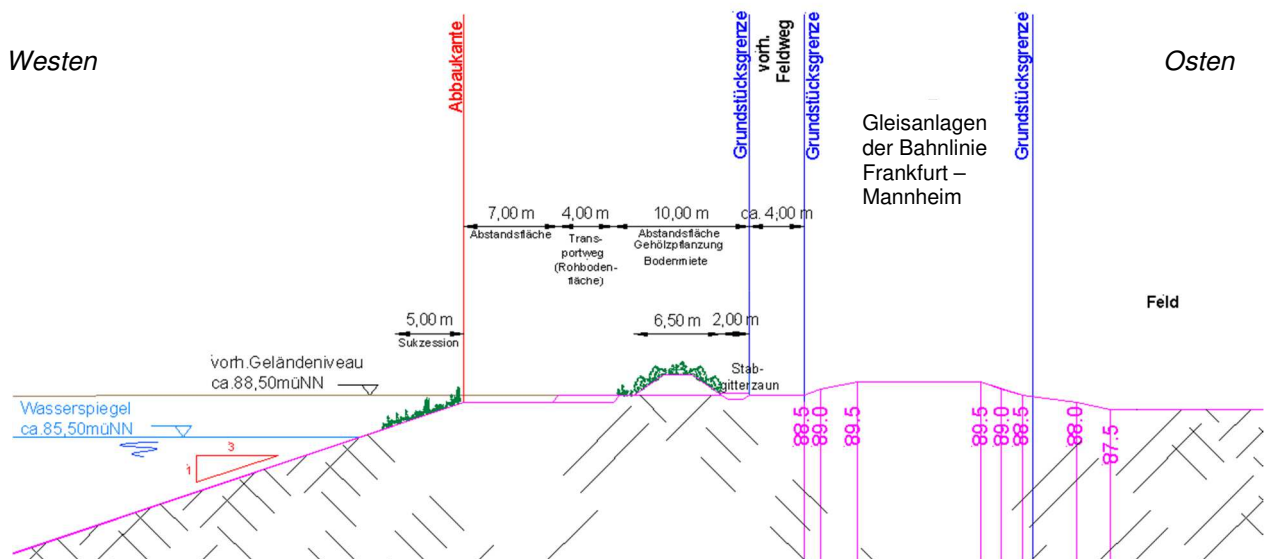 Westen
Osten
Abbaukante
Grundstücksgrenze
vorh.
Feldweg
Grundstücksgrenze
Gleisanlagen
der Bahnlinie
Frankfurt –
Mannheim
Grundstücksgrenze
7,00 m
4,00 m
10,00 m
ca. 4,00 m
Abstandsfläche
Trans-
portweg
(Rohboden-
fläche)
Abstandsfläche
Gehölzpflanzung
Bodenmiete
Feld
5,00 m
Sukzession
6,50 m
2,00 m
Stab-
gitterzaun
vorh.Geländeniveau
ca.88,50müNN
Wasserspiegel
ca.85,50müNN
3
1
88.5
89.0
89.5
89.5
89.0
88.5
88.0
87.5